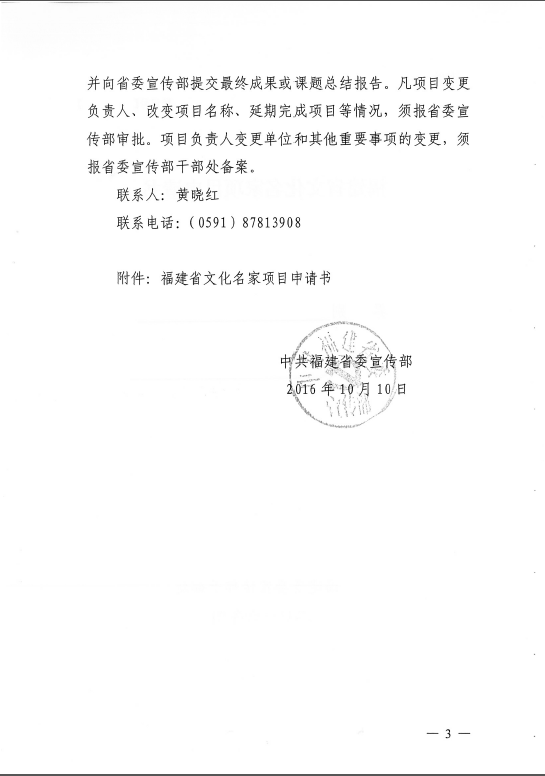 并向省委宣传部提交最终成果或课题总结报告。凡项目变更
负责人、改变项目名称、延期完成项目等情况，须报省委宣
传部审批。项目负责人变更单位和其他重要事项的变更，须
报省委宣传部干部处备案。
联系人：黄晓红
联系电话：（0591）87813908
附件：福建省文化名家项目申请书
中共福建省委宣传部
2016年10月10日
— 3 —